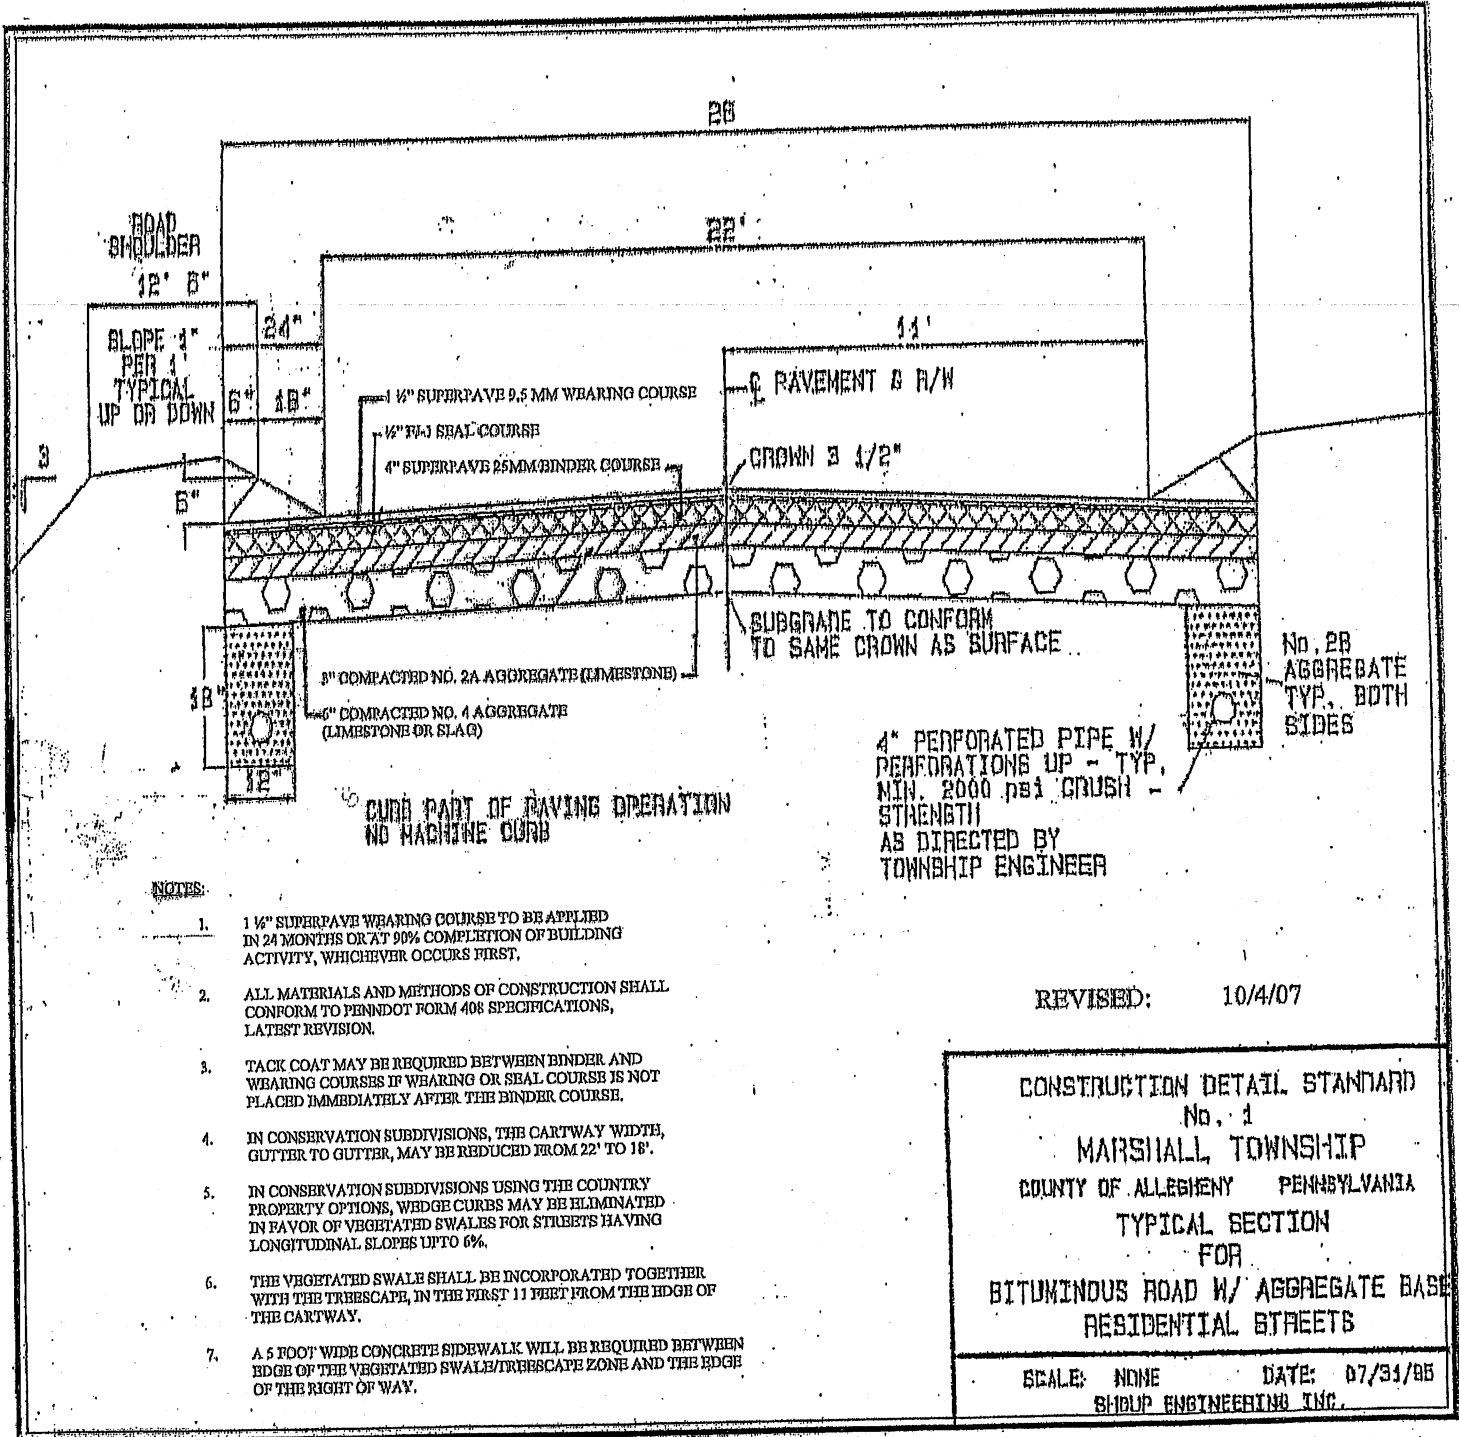 26
22'
ROAD
SHOULDER
12' 6"
24"
11'
SLOPE 1"
PER 1'
TYPICAL
UP OR DOWN
6" 18"
1 ½" SUPERPAVE 9.5 MM WEARING COURSE
½" FJ-1 SEAL COURSE
4" SUPERPAVE 25MM BINDER COURSE
℄ PAVEMENT & R/W
CROWN 3 1/2"
3
1
6"
SUBGRADE TO CONFORM
TO SAME CROWN AS SURFACE
3" COMPACTED NO. 2A AGGREGATE (LIMESTONE)
6" COMPACTED NO. 4 AGGREGATE
(LIMESTONE OR SLAG)
18"
12"
No. 2B
AGGREGATE
TYP. BOTH
SIDES
4" PERFORATED PIPE W/
PERFORATIONS UP - TYP.
MIN. 2000 psi CRUSH -
STRENGTH
AS DIRECTED BY
TOWNSHIP ENGINEER
CURB PART OF PAVING OPERATION
NO MACHINE CURB
NOTES:
1. 1 ½" SUPERPAVE WEARING COURSE TO BE APPLIED
IN 24 MONTHS OR AT 90% COMPLETION OF BUILDING
ACTIVITY, WHICHEVER OCCURS FIRST.
2. ALL MATERIALS AND METHODS OF CONSTRUCTION SHALL
CONFORM TO PENNDOT FORM 408 SPECIFICATIONS,
LATEST REVISION.
3. TACK COAT MAY BE REQUIRED BETWEEN BINDER AND
WEARING COURSES IF WEARING OR SEAL COURSE IS NOT
PLACED IMMEDIATELY AFTER THE BINDER COURSE.
4. IN CONSERVATION SUBDIVISIONS, THE CARTWAY WIDTH,
GUTTER TO GUTTER, MAY BE REDUCED FROM 22' TO 18'.
5. IN CONSERVATION SUBDIVISIONS USING THE COUNTRY
PROPERTY OPTIONS, WEDGE CURBS MAY BE ELIMINATED
IN FAVOR OF VEGETATED SWALES FOR STREETS HAVING
LONGITUDINAL SLOPES UPTO 6%.
6. THE VEGETATED SWALE SHALL BE INCORPORATED TOGETHER
WITH THE TREESCAPE, IN THE FIRST 11 FEET FROM THE EDGE OF
THE CARTWAY.
7. A 5 FOOT WIDE CONCRETE SIDEWALK WILL BE REQUIRED BETWEEN
EDGE OF THE VEGETATED SWALE/TREESCAPE ZONE AND THE EDGE
OF THE RIGHT OF WAY.
REVISED: 10/4/07
CONSTRUCTION DETAIL STANDARD
No. 1
MARSHALL TOWNSHIP
COUNTY OF ALLEGHENY PENNSYLVANIA
TYPICAL SECTION
FOR
BITUMINOUS ROAD W/ AGGREGATE BASE
RESIDENTIAL STREETS
SCALE: NONE DATE: 07/31/95
SHOUP ENGINEERING INC.